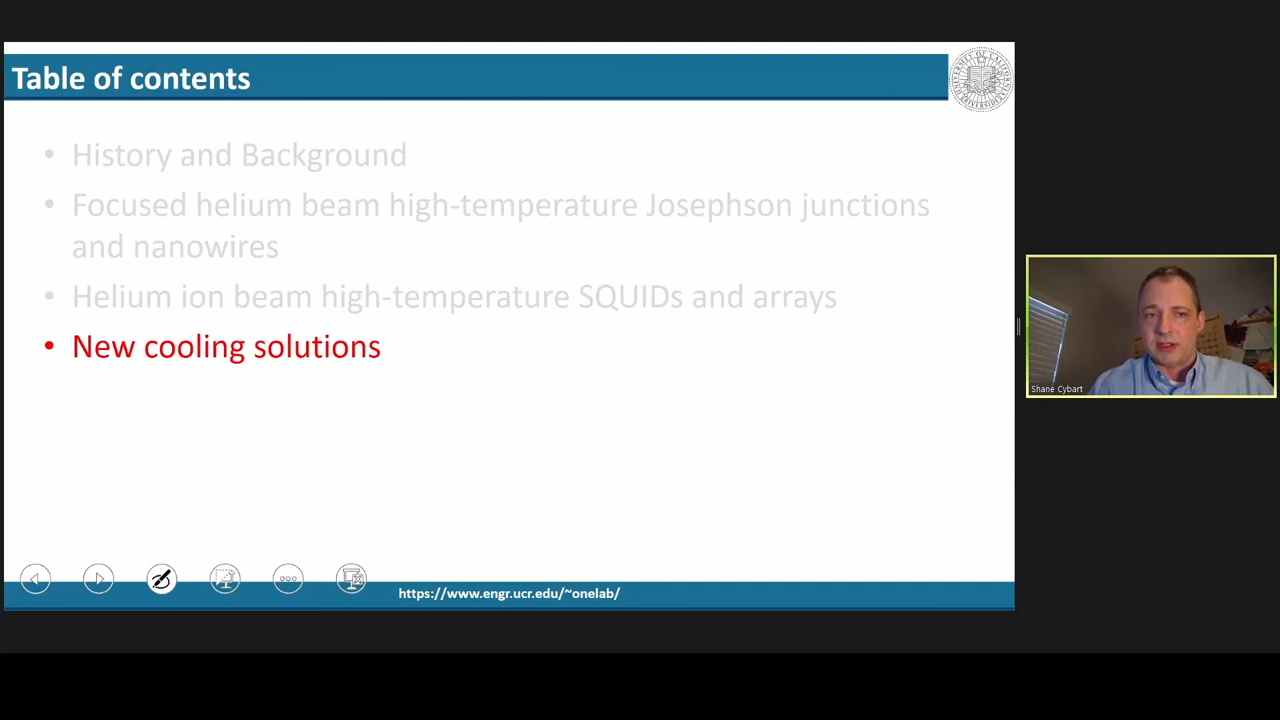 Table of contents
• History and Background
• Focused helium beam high-temperature Josephson junctions
and nanowires
• Helium ion beam high-temperature SQUIDs and arrays
• New cooling solutions
Shane Cybart
https://www.engr.ucr.edu/~onelab/